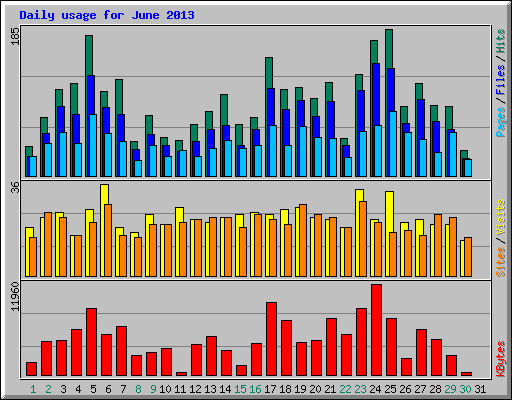 Daily usage for June 2013
185
Pages / Files / Hits
36
Sites / Visits
11960
KBytes
1 2 3 4 5 6 7 8 9 10 11 12 13 14 15 16 17 18 19 20 21 22 23 24 25 26 27 28 29 30 31